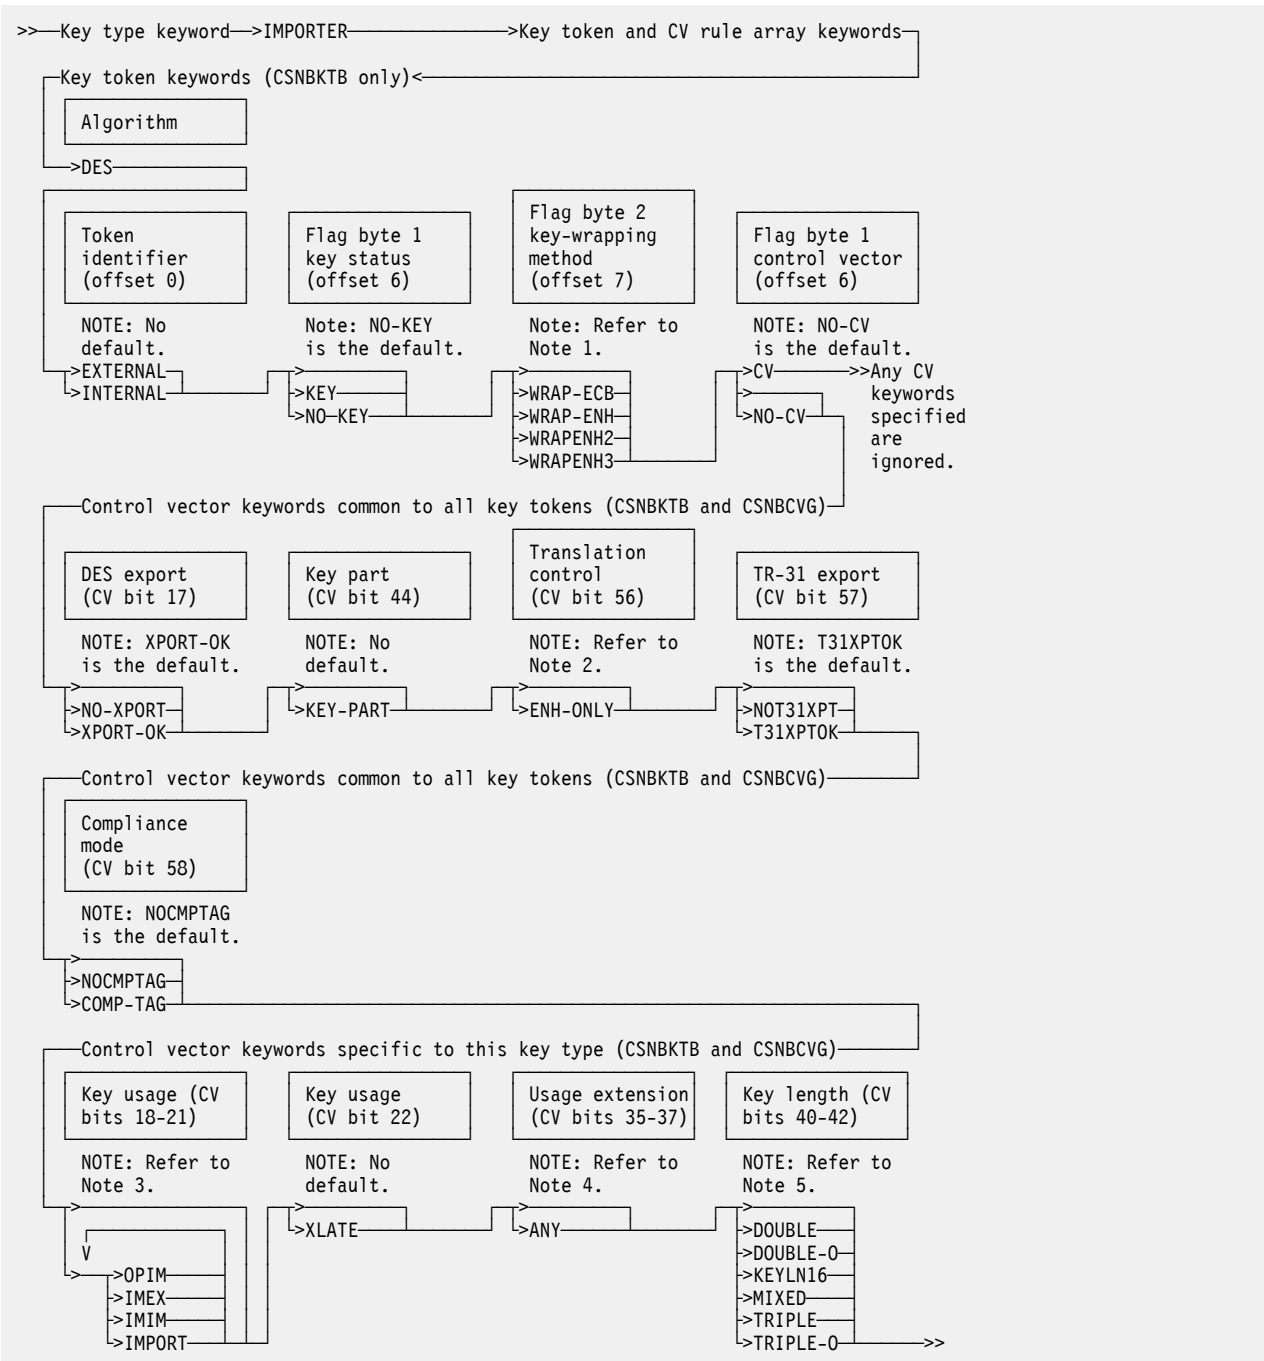 >>—Key type keyword—>IMPORTER—>Key token and CV rule array keywords
Key token keywords (CSNBKTB only)<
Algorithm
>DES
Token
identifier
(offset 0)
Flag byte 1
key status
(offset 6)
Flag byte 2
key-wrapping
method
(offset 7)
Flag byte 1
control vector
(offset 6)
NOTE: No
default.
Note: NO-KEY
is the default.
Note: Refer to
Note 1.
NOTE: NO-CV
is the default.
>EXTERNAL
>INTERNAL
>
>KEY
>NO-KEY
>
>WRAP-ECB
>WRAP-ENH
>WRAPENH2
>WRAPENH3
>CV—>>Any CV
keywords
specified
are
ignored.
>
>NO-CV
Control vector keywords common to all key tokens (CSNBKTB and CSNBCVG)
DES export
(CV bit 17)
Key part
(CV bit 44)
Translation
control
(CV bit 56)
TR-31 export
(CV bit 57)
NOTE: XPORT-OK
is the default.
NOTE: No
default.
NOTE: Refer to
Note 2.
NOTE: T31XPTOK
is the default.
>
>NO-XPORT
>XPORT-OK
>
>KEY-PART
>
>ENH-ONLY
>
>NOT31XPT
>T31XPTOK
Control vector keywords common to all key tokens (CSNBKTB and CSNBCVG)
Compliance
mode
(CV bit 58)
NOTE: NOCMPTAG
is the default.
>
>NOCMPTAG
>COMP-TAG
Control vector keywords specific to this key type (CSNBKTB and CSNBCVG)
Key usage (CV
bits 18-21)
Key usage
(CV bit 22)
Usage extension
(CV bits 35-37)
Key length (CV
bits 40-42)
NOTE: Refer to
Note 3.
NOTE: No
default.
NOTE: Refer to
Note 4.
NOTE: Refer to
Note 5.
>
V
>—>OPIM
>IMEX
>IMIM
>IMPORT
>
>XLATE
>
>ANY
>
>DOUBLE
>DOUBLE-O
>KEYLN16
>MIXED
>TRIPLE
>TRIPLE-O—>>